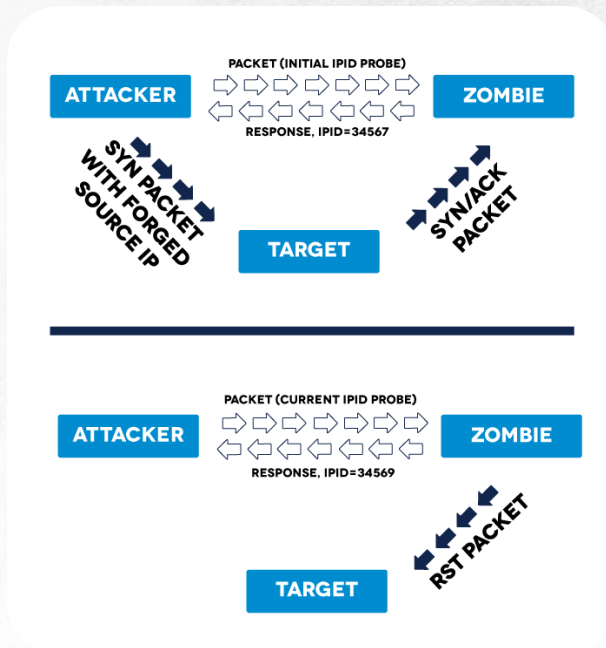 PACKET (INITIAL IPID PROBE)
ATTACKER
ZOMBIE
RESPONSE, IPID=34567
SYN PACKET
WITH FORGED
SOURCE IP
SYN/ACK
PACKET
TARGET
PACKET (CURRENT IPID PROBE)
ATTACKER
ZOMBIE
RESPONSE, IPID=34569
RST PACKET
TARGET